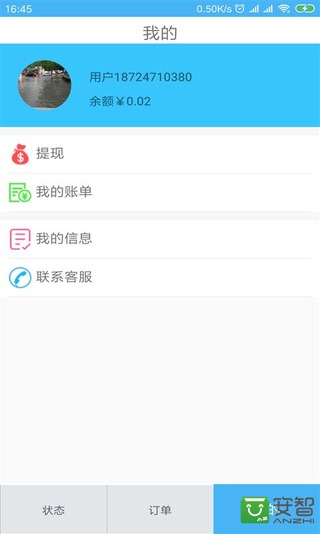 16:45
0.50K/s
我的
用户18724710380
余额￥0.02
提现
我的账单
我的信息
联系客服
状态
订单
安智
ANZHI
AZ